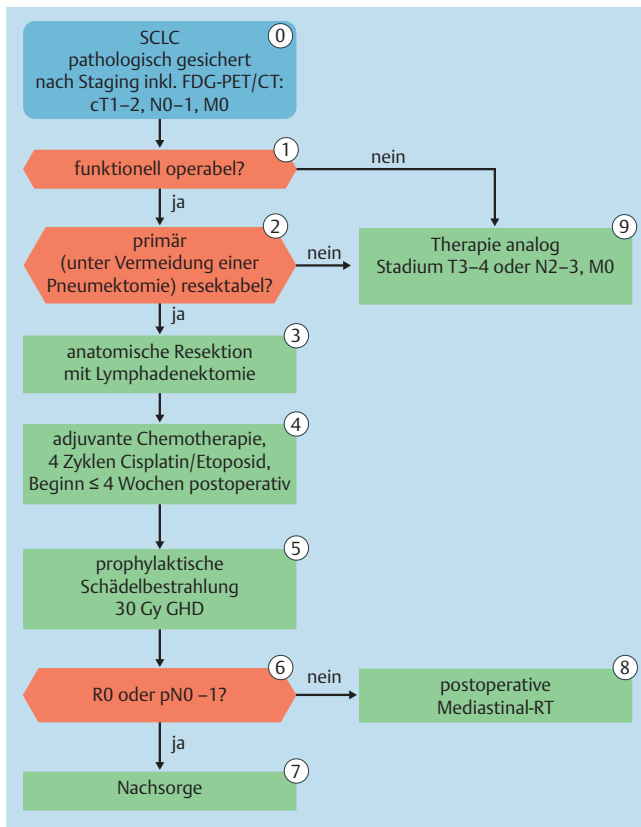 0
SCLC
pathologisch gesichert
nach Staging inkl. FDG-PET/CT:
cT1–2, N0–1, M0
1
funktionell operabel?
nein
ja
2
primär
(unter Vermeidung einer
Pneumektomie) resektabel?
nein
9
Therapie analog
Stadium T3–4 oder N2–3, M0
ja
3
anatomische Resektion
mit Lymphadenektomie
4
adjuvante Chemotherapie,
4 Zyklen Cisplatin/Etoposid,
Beginn ≤ 4 Wochen postoperativ
5
prophylaktische
Schädelbestrahlung
30 Gy GHD
6
R0 oder pN0 –1?
nein
8
postoperative
Mediastinal-RT
ja
7
Nachsorge